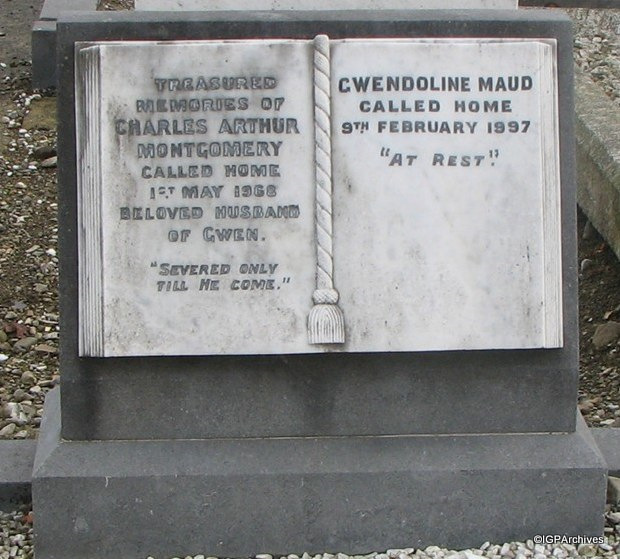 TREASURED
MEMORIES OF
CHARLES ARTHUR
MONTGOMERY
CALLED HOME
1ST MAY 1968
BELOVED HUSBAND
OF GWEN.
"SEVERED ONLY
TILL HE COME."
GWENDOLINE MAUD
CALLED HOME
9TH FEBRUARY 1997
"AT REST".
©IGPArchives